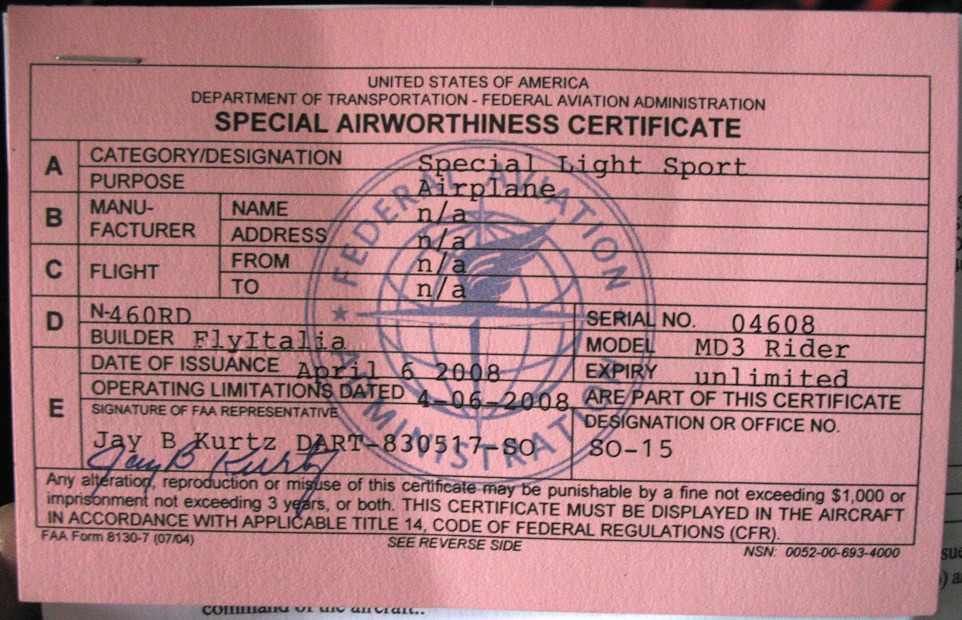 UNITED STATES OF AMERICA
DEPARTMENT OF TRANSPORTATION - FEDERAL AVIATION ADMINISTRATION
SPECIAL AIRWORTHINESS CERTIFICATE
A CATEGORY/DESIGNATION Special Light Sport
PURPOSE Airplane
B MANU-FACTURER NAME n/a
ADDRESS n/a
C FLIGHT FROM n/a
TO n/a
D N-460RD SERIAL NO. 04608
BUILDER FlyItalia MODEL MD3 Rider
E DATE OF ISSUANCE April 6 2008 EXPIRY unlimited
OPERATING LIMITATIONS DATED 4-06-2008 ARE PART OF THIS CERTIFICATE
SIGNATURE OF FAA REPRESENTATIVE DESIGNATION OR OFFICE NO.
Jay B Kurtz DART-830517-SO SO-15
Jay B Kurtz
Any alteration, reproduction or misuse of this certificate may be punishable by a fine not exceeding $1,000 or
imprisonment not exceeding 3 years, or both. THIS CERTIFICATE MUST BE DISPLAYED IN THE AIRCRAFT
IN ACCORDANCE WITH APPLICABLE TITLE 14, CODE OF FEDERAL REGULATIONS (CFR).
FAA Form 8130-7 (07/04) SEE REVERSE SIDE NSN: 0052-00-693-4000
FEDERAL AVIATION ADMINISTRATION
command of the aircraft..